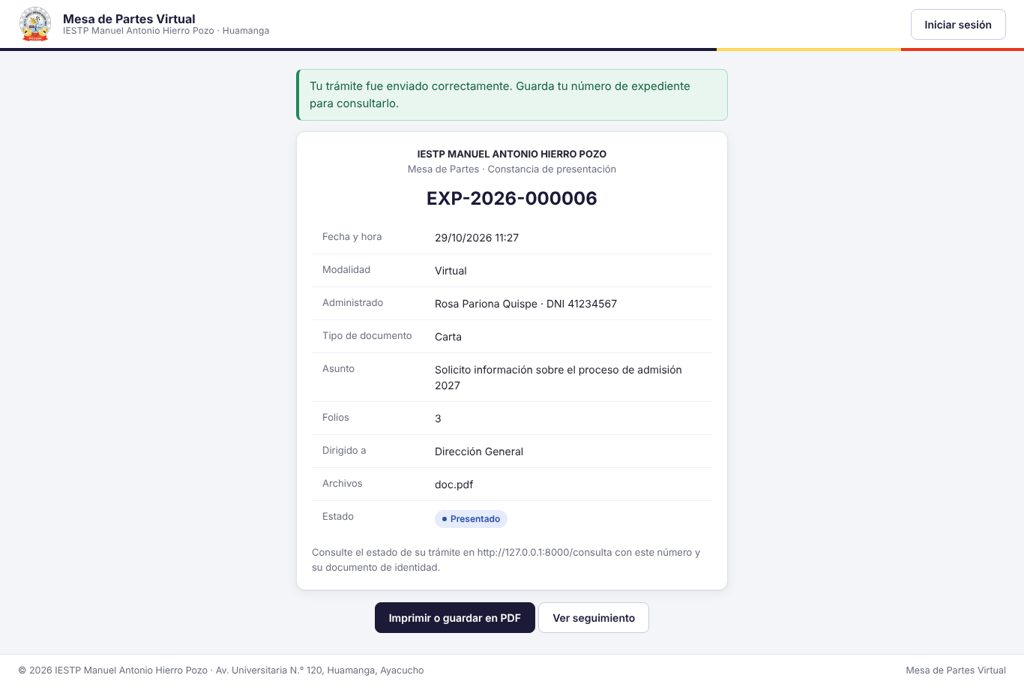 Mesa de Partes Virtual
IESTP Manuel Antonio Hierro Pozo · Huamanga
Iniciar sesión
Tu trámite fue enviado correctamente. Guarda tu número de expediente
para consultarlo.
IESTP MANUEL ANTONIO HIERRO POZO
Mesa de Partes · Constancia de presentación
EXP-2026-000006
Fecha y hora 29/10/2026 11:27
Modalidad Virtual
Administrado Rosa Pariona Quispe · DNI 41234567
Tipo de documento Carta
Asunto Solicito información sobre el proceso de admisión
2027
Folios 3
Dirigido a Dirección General
Archivos doc.pdf
Estado Presentado
Consulte el estado de su trámite en http://127.0.0.1:8000/consulta con este número y
su documento de identidad.
Imprimir o guardar en PDF Ver seguimiento
© 2026 IESTP Manuel Antonio Hierro Pozo · Av. Universitaria N.° 120, Huamanga, Ayacucho Mesa de Partes Virtual